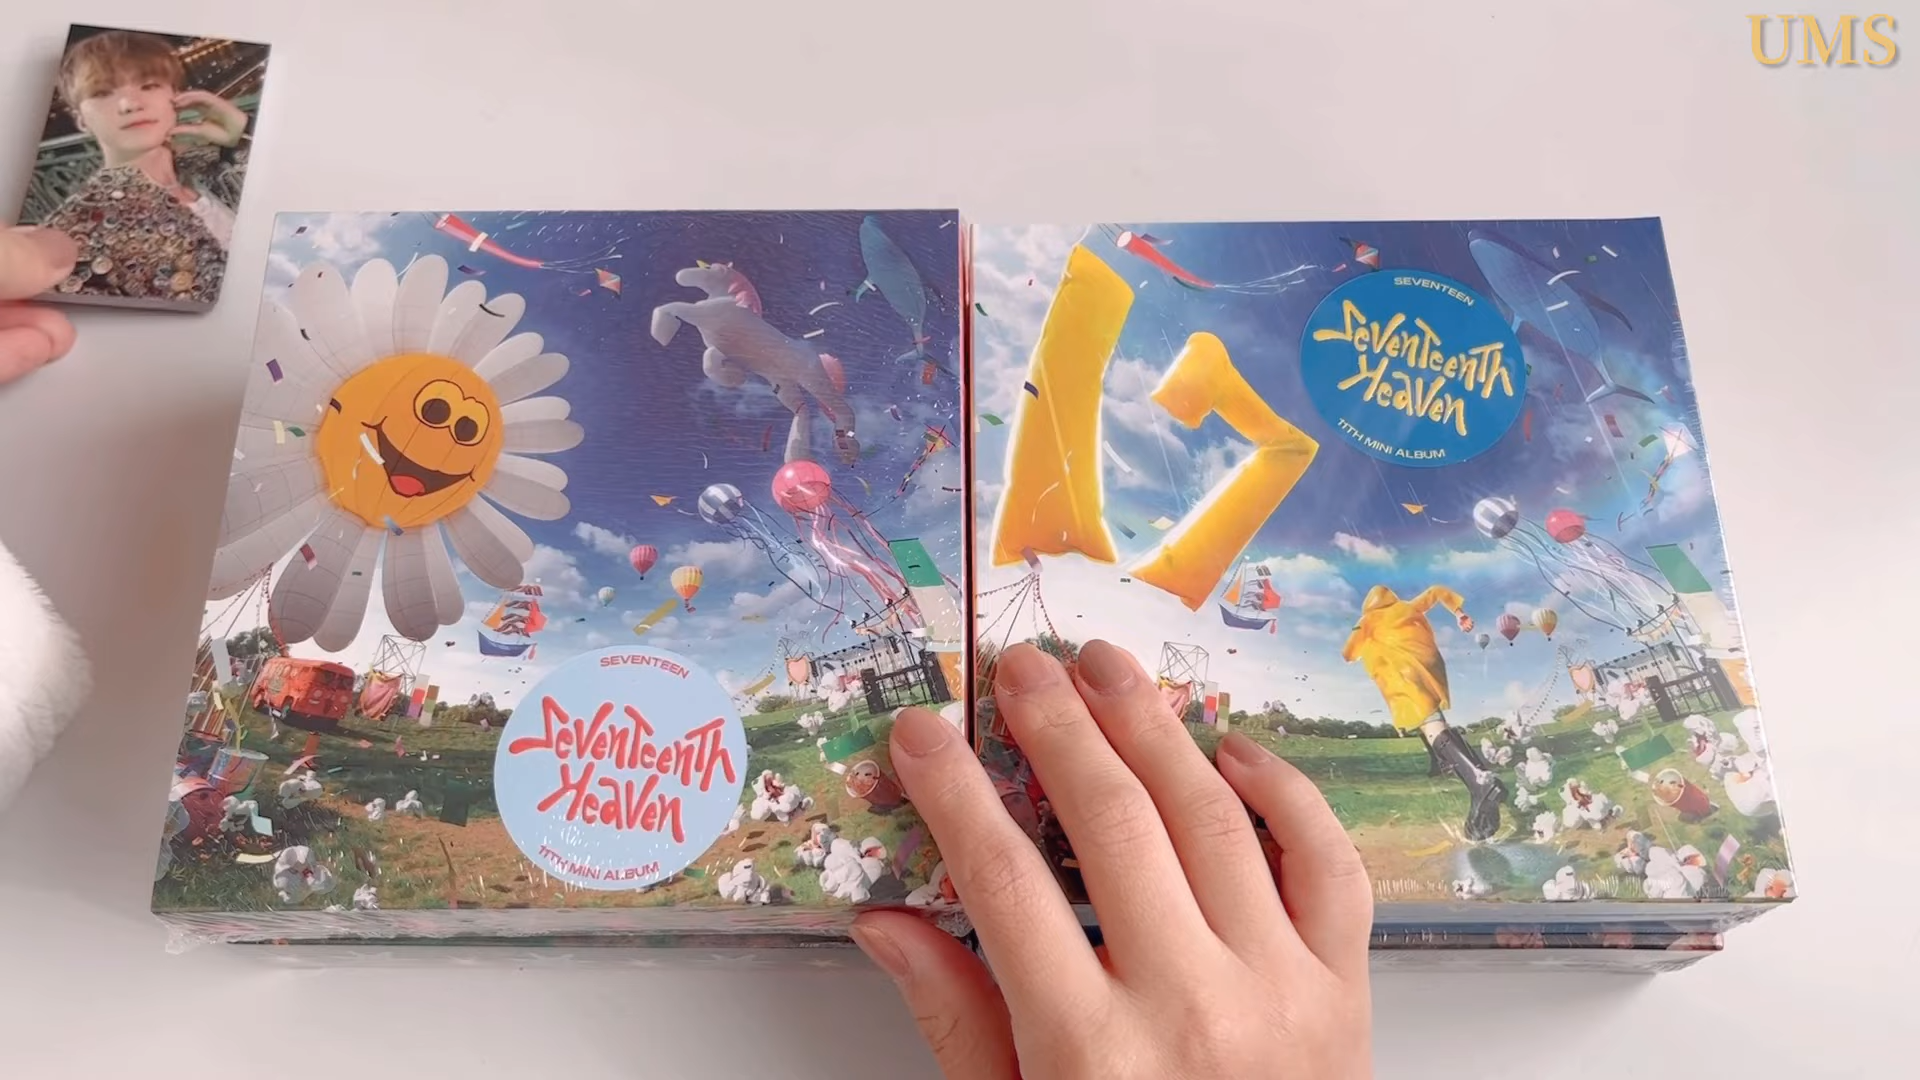 UMS
SEVENTEEN
SevenTeenTh
Heaven
11TH MINI ALBUM
SEVENTEEN
SevenTeenTh
Heaven
11TH MINI ALBUM